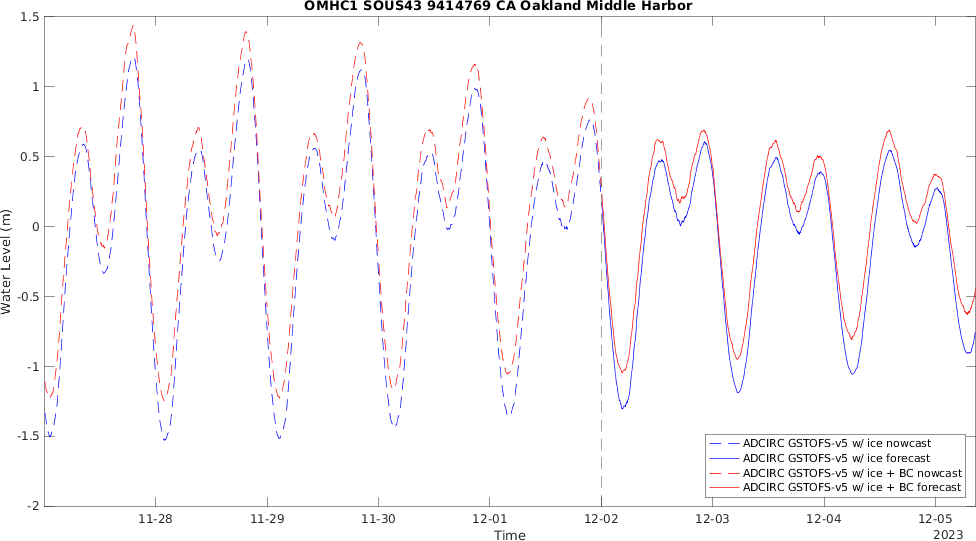 OMHC1 SOUS43 9414769 CA Oakland Middle Harbor
1.5
1
0.5
0
-0.5
-1
-1.5
-2
Water Level (m)
11-28 11-29 11-30 12-01 12-02 12-03 12-04 12-05
Time
2023
ADCIRC GSTOFS-v5 w/ ice nowcast
ADCIRC GSTOFS-v5 w/ ice forecast
ADCIRC GSTOFS-v5 w/ ice + BC nowcast
ADCIRC GSTOFS-v5 w/ ice + BC forecast